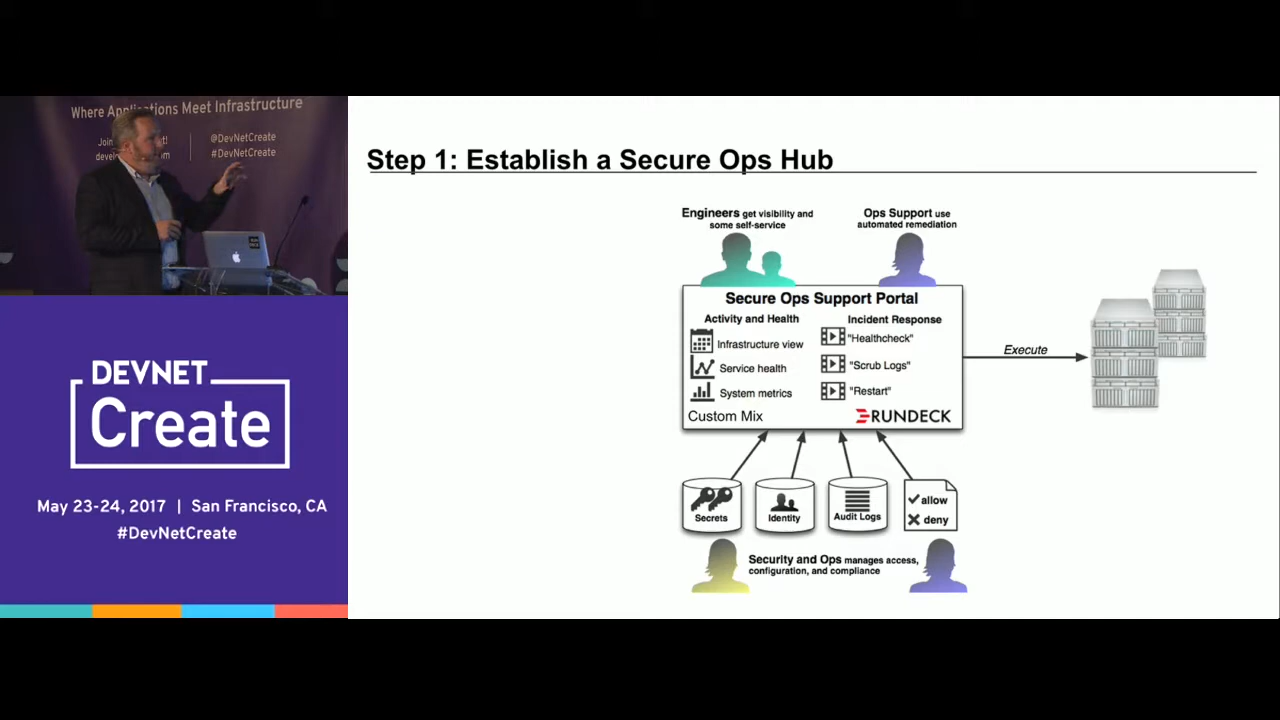 Where Applications Meet Infrastructure
Join
@DevNetCreate
#DevNetCreate
DEVNET
Create
May 23-24, 2017 | San Francisco, CA
#DevNetCreate
Step 1: Establish a Secure Ops Hub
Engineers get visibility and
some self-service
Ops Support use
automated remediation
Secure Ops Support Portal
Activity and Health
Incident Response
Infrastructure view
"Healthcheck"
Service health
"Scrub Logs"
System metrics
"Restart"
Custom Mix
RUNDECK
Execute
Secrets
Identity
Audit Logs
allow
deny
Security and Ops manages access,
configuration, and compliance